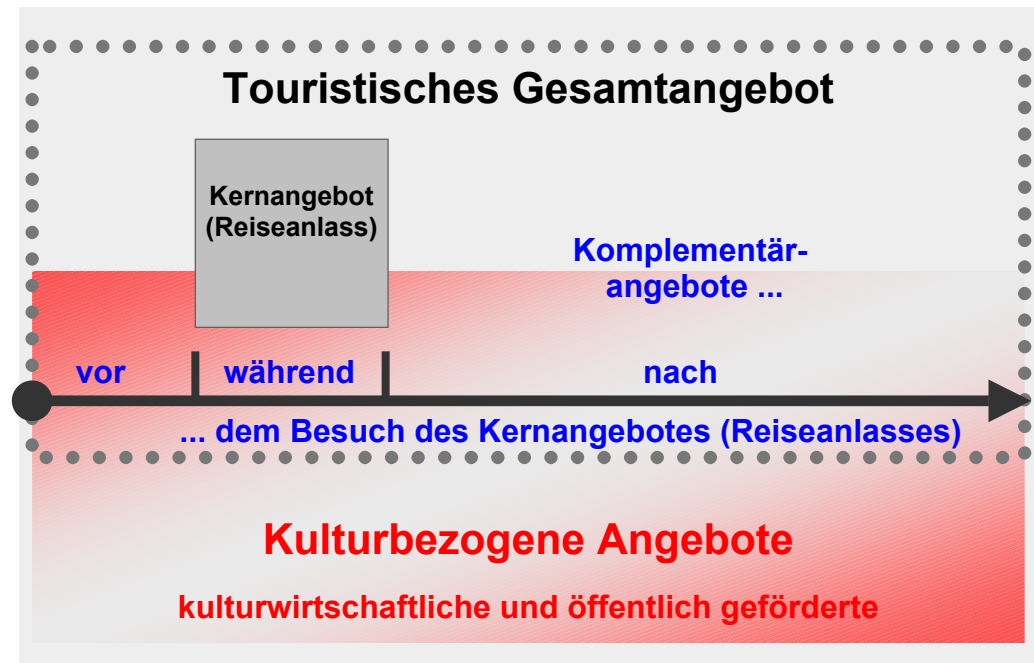 Touristisches Gesamtangebot
Kernangebot
(Reiseanlass)
Komplementär-
angebote ...
vor
während
nach
... dem Besuch des Kernangebotes (Reiseanlasses)
Kulturbezogene Angebote
kulturwirtschaftliche und öffentlich geförderte